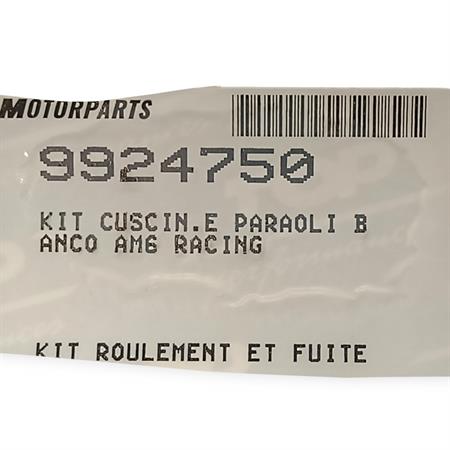 MOTORPARTS
9924750
KIT CUSCIN.E PARAOLI B
ANCO AM6 RACING
KIT ROULEMENT ET FUITE